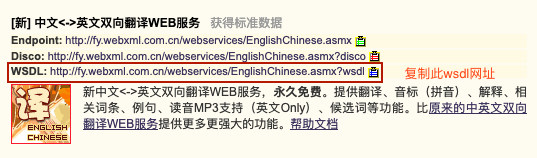 [新] 中文<->英文双向翻译WEB服务 获得标准数据
Endpoint: http://fy.webxml.com.cn/webservices/EnglishChinese.asmx
Disco: http://fy.webxml.com.cn/webservices/EnglishChinese.asmx?disco
WSDL: http://fy.webxml.com.cn/webservices/EnglishChinese.asmx?wsdl
复制此wsdl网址
译
ENGLISH
CHINESE
新中文<->英文双向翻译WEB服务，永久免费。提供翻译、音标（拼音）、解释、相
关词条、例句、读音MP3支持（英文Only）、候选词等功能。比原来的中英文双向
翻译WEB服务提供更多更强大的功能。帮助文档